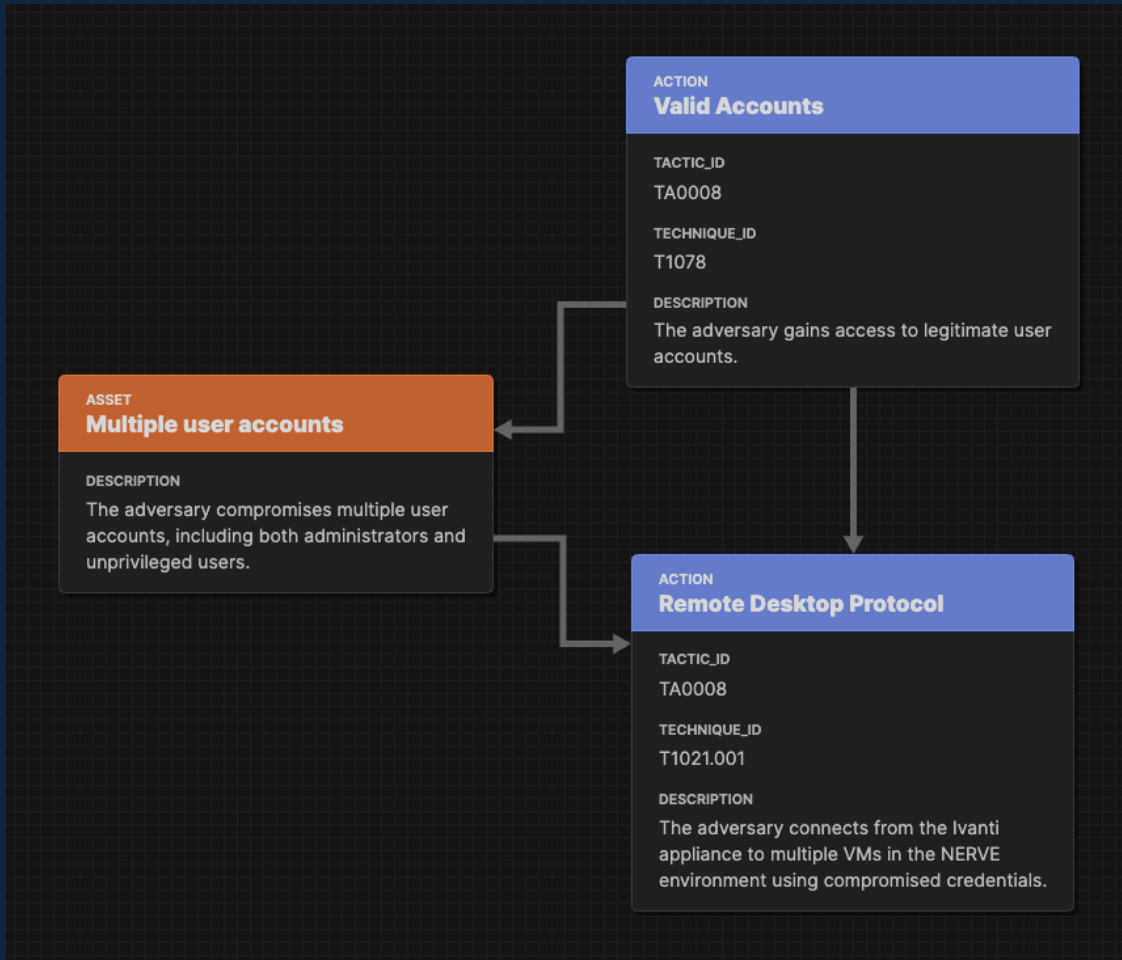 ACTION
Valid Accounts
TACTIC_ID
TA0008
TECHNIQUE_ID
T1078
DESCRIPTION
The adversary gains access to legitimate user
accounts.
ASSET
Multiple user accounts
DESCRIPTION
The adversary compromises multiple user
accounts, including both administrators and
unprivileged users.
ACTION
Remote Desktop Protocol
TACTIC_ID
TA0008
TECHNIQUE_ID
T1021.001
DESCRIPTION
The adversary connects from the Ivanti
appliance to multiple VMs in the NERVE
environment using compromised credentials.